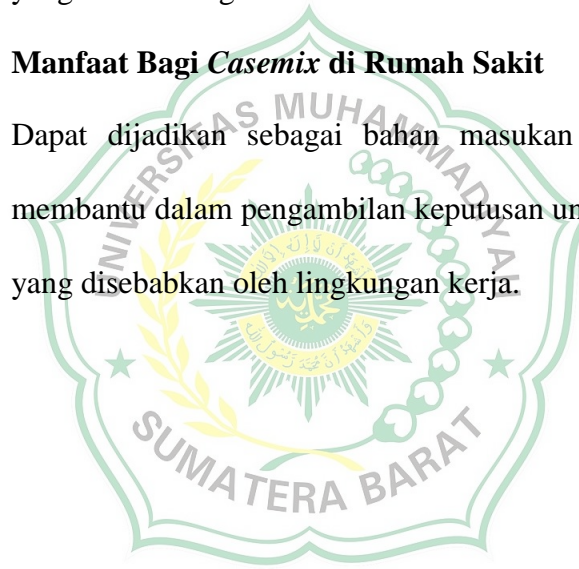 Manfaat Bagi Casemix di Rumah Sakit
Dapat dijadikan sebagai bahan masukan
membantu dalam pengambilan keputusan
yang disebabkan oleh lingkungan kerja.
UNIVERSITAS MUHAMMADIYAH
SUMATERA BARAT